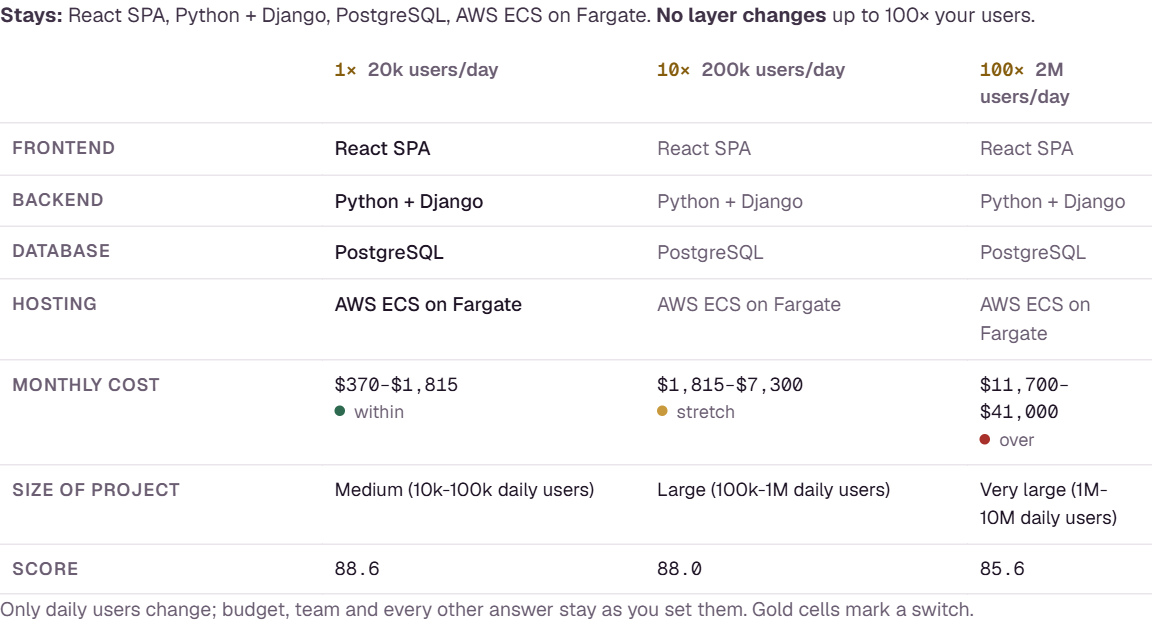 Stays: React SPA, Python + Django, PostgreSQL, AWS ECS on Fargate. No layer changes up to 100× your users.
1× 20k users/day 10× 200k users/day 100× 2M
users/day
FRONTEND React SPA React SPA React SPA
BACKEND Python + Django Python + Django Python + Django
DATABASE PostgreSQL PostgreSQL PostgreSQL
HOSTING AWS ECS on Fargate AWS ECS on Fargate AWS ECS on
Fargate
MONTHLY COST $370–$1,815 $1,815–$7,300 $11,700–
within stretch $41,000
over
SIZE OF PROJECT Medium (10k-100k daily users) Large (100k-1M daily users) Very large (1M-
10M daily users)
SCORE 88.6 88.0 85.6
Only daily users change; budget, team and every other answer stay as you set them. Gold cells mark a switch.